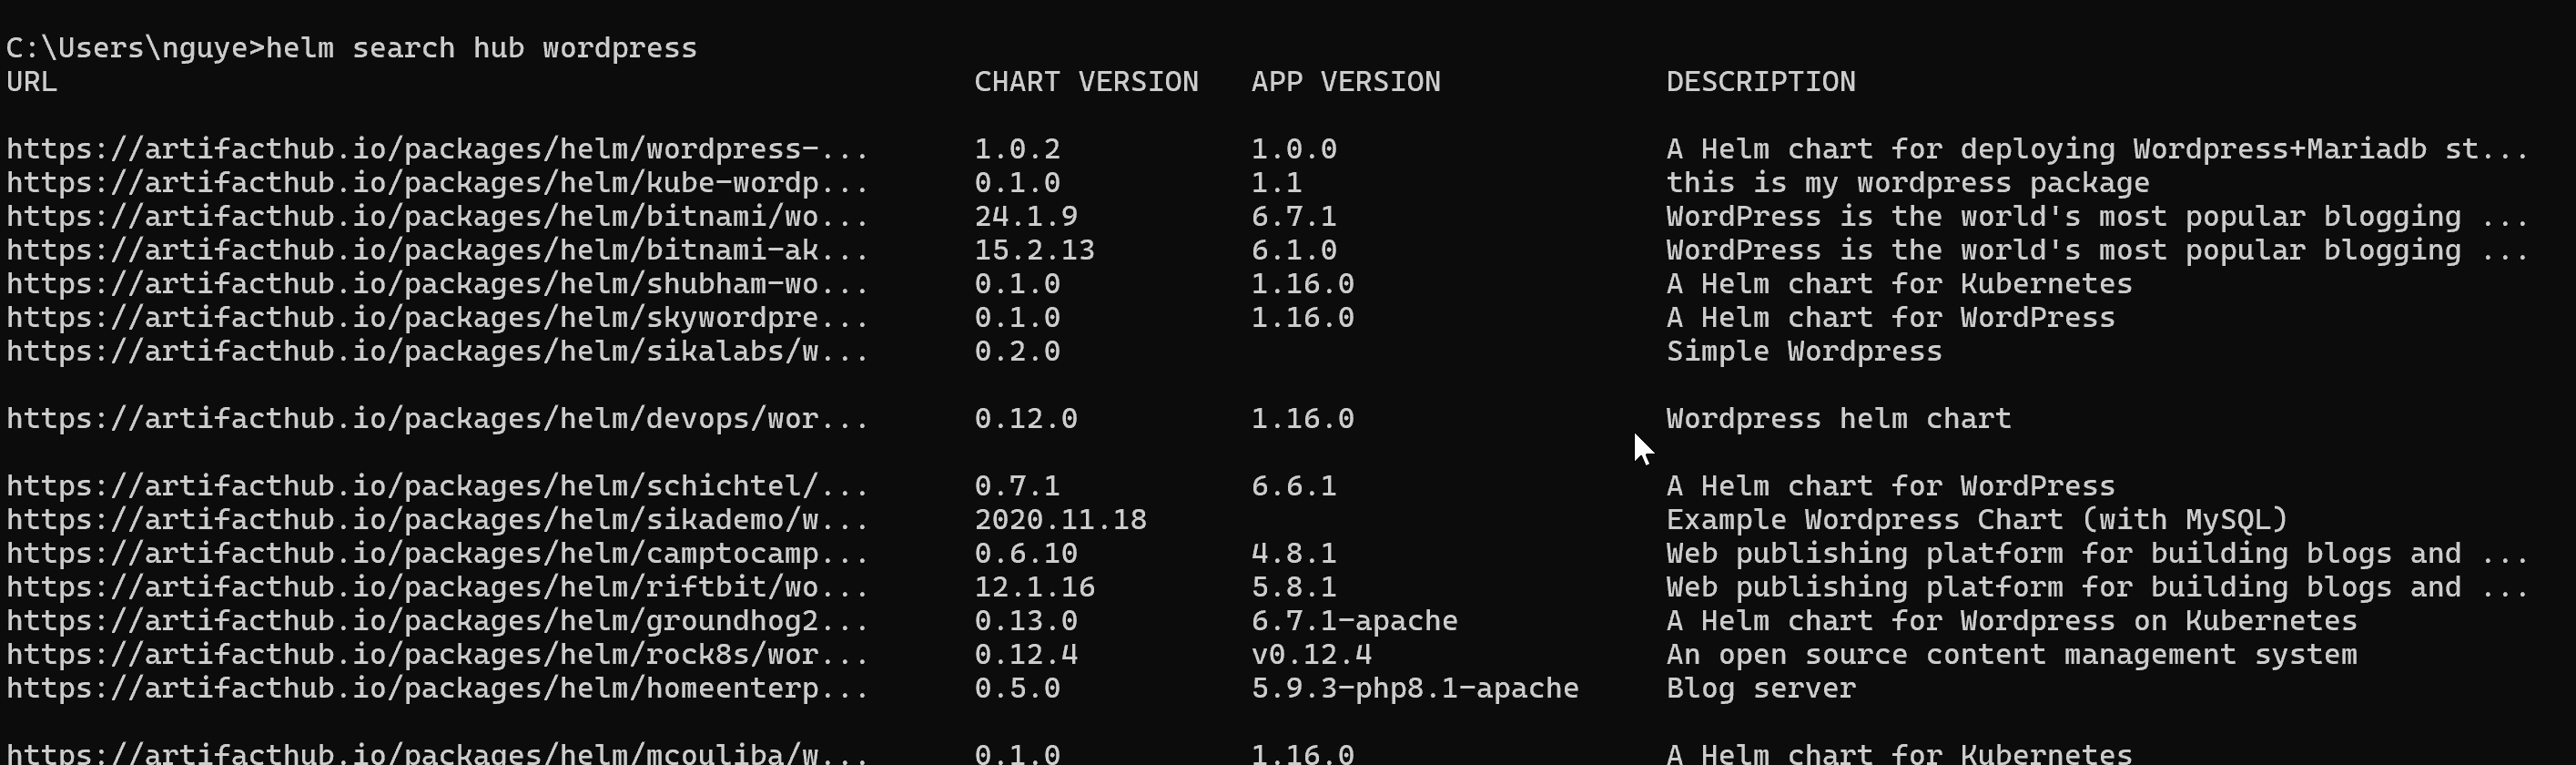 C:\Users\nguye>helm search hub wordpress
URL CHART VERSION APP VERSION DESCRIPTION
https://artifacthub.io/packages/helm/wordpress-... 1.0.2 1.0.0 A Helm chart for deploying Wordpress+Mariadb st...
https://artifacthub.io/packages/helm/kube-wordp... 0.1.0 1.1 this is my wordpress package
https://artifacthub.io/packages/helm/bitnami/wo... 24.1.9 6.7.1 WordPress is the world's most popular blogging ...
https://artifacthub.io/packages/helm/bitnami-ak... 15.2.13 6.1.0 WordPress is the world's most popular blogging ...
https://artifacthub.io/packages/helm/shubham-wo... 0.1.0 1.16.0 A Helm chart for Kubernetes
https://artifacthub.io/packages/helm/skywordpre... 0.1.0 1.16.0 A Helm chart for WordPress
https://artifacthub.io/packages/helm/sikalabs/w... 0.2.0 Simple Wordpress
https://artifacthub.io/packages/helm/devops/wor... 0.12.0 1.16.0 Wordpress helm chart
https://artifacthub.io/packages/helm/schichtel/... 0.7.1 6.6.1 A Helm chart for WordPress
https://artifacthub.io/packages/helm/sikademo/w... 2020.11.18 Example Wordpress Chart (with MySQL)
https://artifacthub.io/packages/helm/camptocamp... 0.6.10 4.8.1 Web publishing platform for building blogs and ...
https://artifacthub.io/packages/helm/riftbit/wo... 12.1.16 5.8.1 Web publishing platform for building blogs and ...
https://artifacthub.io/packages/helm/groundhog2... 0.13.0 6.7.1-apache A Helm chart for Wordpress on Kubernetes
https://artifacthub.io/packages/helm/rock8s/wor... 0.12.4 v0.12.4 An open source content management system
https://artifacthub.io/packages/helm/homeenterp... 0.5.0 5.9.3-php8.1-apache Blog server
https://artifacthub.io/packages/helm/mcouliba/w... 0.1.0 1.16.0 A Helm chart for Kubernetes